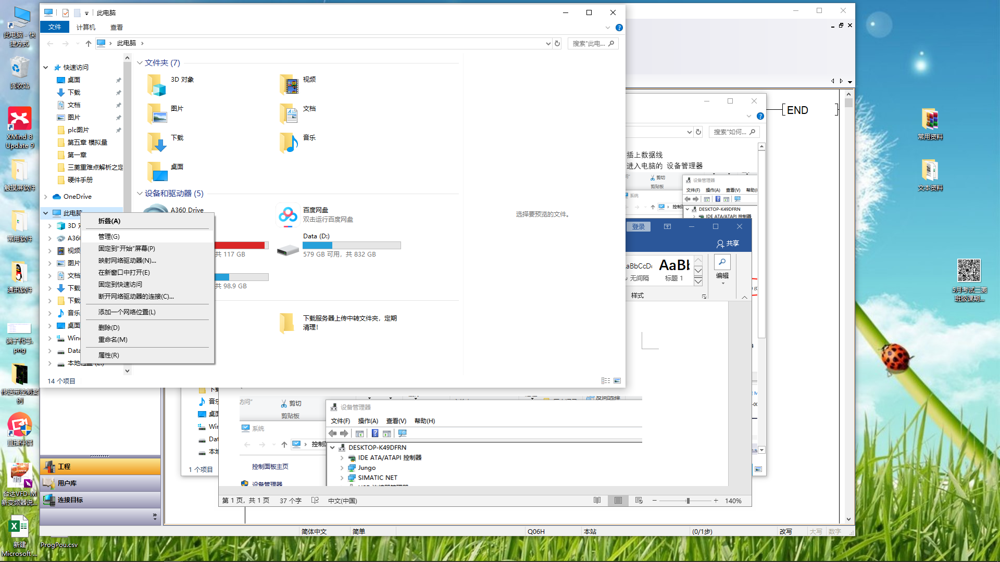 此电脑 - 快
捷方式
回收站
XMind 8
Update 9
触摸屏软件
常用软件
通讯软件
端子代号.
png
传送带控制案
例
直播伴侣
台达VFD-M
新变频器说...
新建
Microsoft ...
ProgPou.csv
此电脑
文件
计算机
查看
此电脑
搜索"此电...
快速访问
桌面
下载
文档
图片
plc图片
第五章 模拟量
第一章
三菱重难点解析之定
硬件手册
OneDrive
此电脑
3D
A360
视频
图片
文档
下载
下载
音乐
桌面
Wind
Data
本地磁盘 (E:)
14 个项目
文件夹 (7)
3D 对象
视频
图片
文档
下载
音乐
桌面
设备和驱动器 (5)
A360 Drive
百度网盘
双击运行百度网盘
共 117 GB
Data (D:)
579 GB 可用，共 832 GB
共 98.9 GB
下载服务器上传中转文件夹，定期
清理！
选择要预览的文件。
折叠(A)
管理(G)
固定到"开始"屏幕(P)
映射网络驱动器(N)...
在新窗口中打开(E)
固定到快速访问
断开网络驱动器的连接(C)...
添加一个网络位置(L)
删除(D)
重命名(M)
属性(R)
END
搜索"如何...
插上数据线
进入电脑的 设备管理器
剪切
剪贴板
系统
设备管理器
文件(F) 操作(A) 查看(V) 帮助(H
DESKTOP-K49DFRN
IDE ATA/ATAPI 控制器
登录
共享
AaBbCcDc
无间隔
AaBb
标题 1
样式
编辑
下载
音乐
桌面
Win
Dat
本地
1 个项目
访问"
剪切
剪贴板
反向选择
系统
控制面
控制面板主页
设备管理器
设备管理器
文件(F) 操作(A) 查看(V) 帮助(H)
DESKTOP-K49DFRN
IDE ATA/ATAPI 控制器
Jungo
SIMATIC NET
第 1 页，共 1 页
37 个字
中文(中国)
140%
工程
用户库
连接目标
简体中文
简单
Q06H
本站
(0/1步)
改写
大写
数字
常用资料
文本资料
5月考试三菱
班级课期...